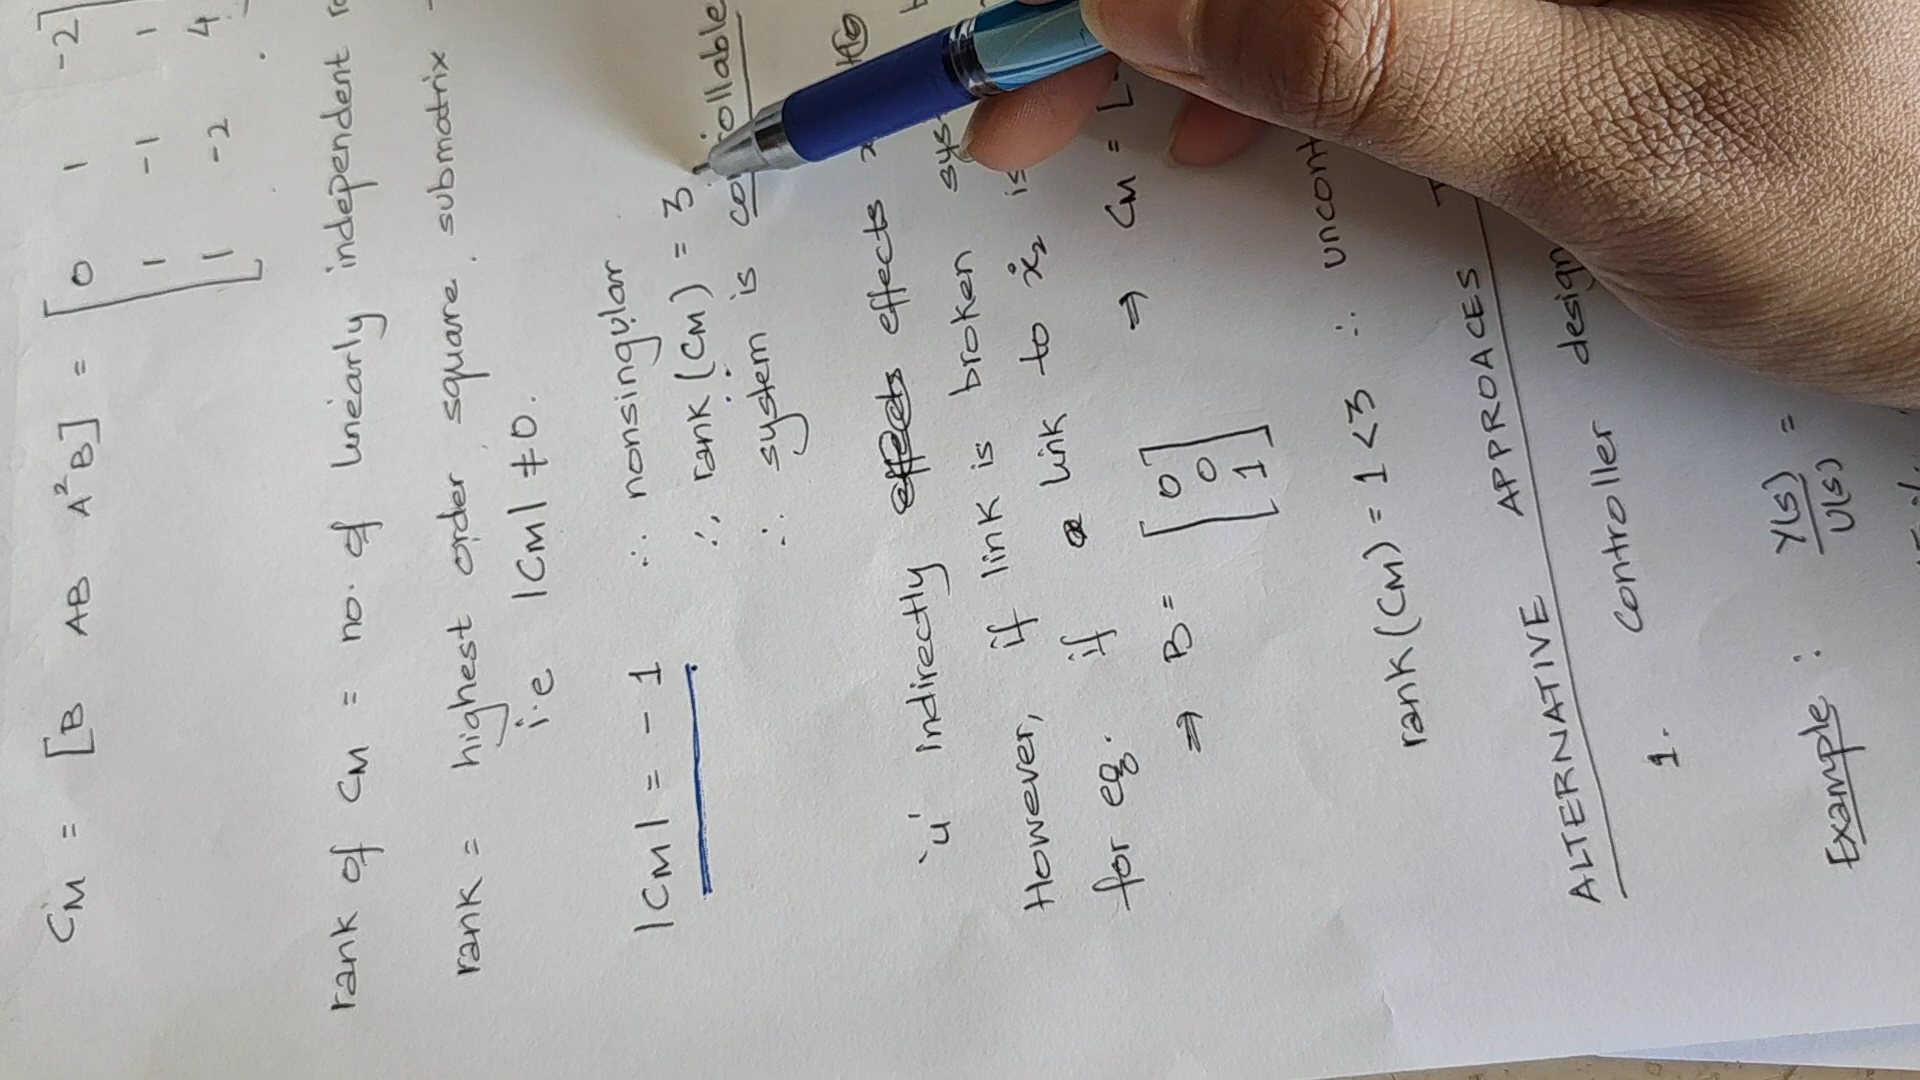 CM = [B AB A²B] = [0 1 -2]
1 -1 1
1 -2 4
rank of CM = no. of linearly independent
rank = highest order square submatrix
i.e |CM| ≠ 0.
|CM| = -1 ∴ nonsingular
∴ rank (CM) = 3
∴ system is
'u' indirectly effects effects
However, if link is broken
for eg. if a link to ẋ₂ is
⇒ B = [0 0 1] ⇒ CM = [
rank (CM) = 1 < 3 ∴
ALTERNATIVE APPROACES
1. Controller design
Example : Y(s)/U(s) =